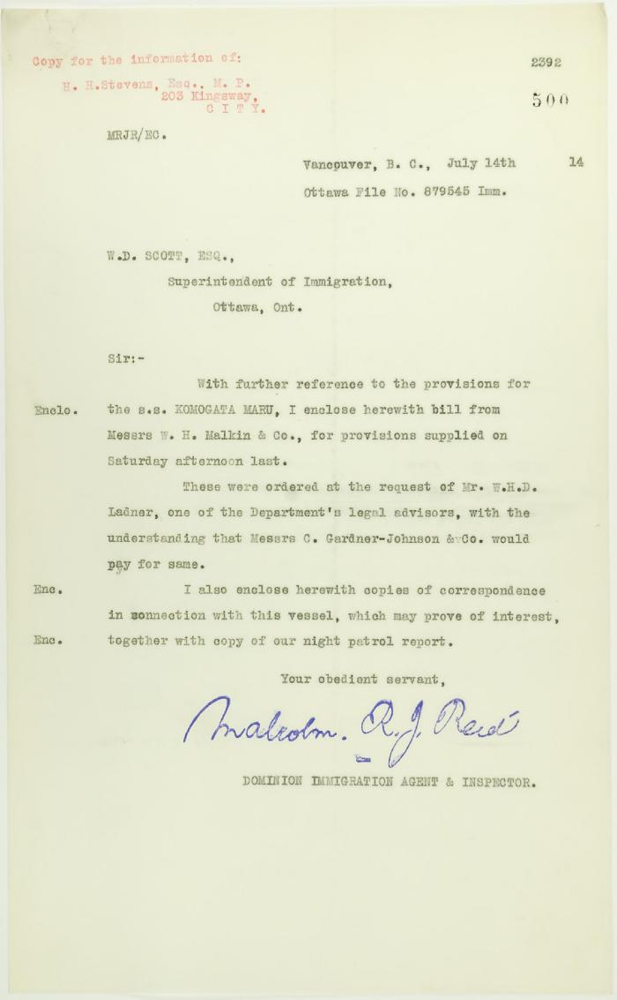 Copy for the information of:
2392
H. H.Stevens, Esq., M. P.
203 Kingsway,
C I T Y.
500
MRJR/EC.
Vancouver, B. C., July 14th 14
Ottawa File No. 879545 Imm.
W.D. SCOTT, ESQ.,
Superintendent of Immigration,
Ottawa, Ont.
Sir:-
With further reference to the provisions for
Enclo. the s.s. KOMOGATA MARU, I enclose herewith bill from
Messrs W. H. Malkin & Co., for provisions supplied on
Saturday afternoon last.
These were ordered at the request of Mr. W.H.D.
Ladner, one of the Department's legal advisors, with the
understanding that Messrs C. Gardner-Johnson & Co. would
pay for same.
Enc. I also enclose herewith copies of correspondence
in connection with this vessel, which may prove of interest,
Enc. together with copy of our night patrol report.
Your obedient servant,
Malcolm. R. J. Reid
DOMINION IMMIGRATION AGENT & INSPECTOR.